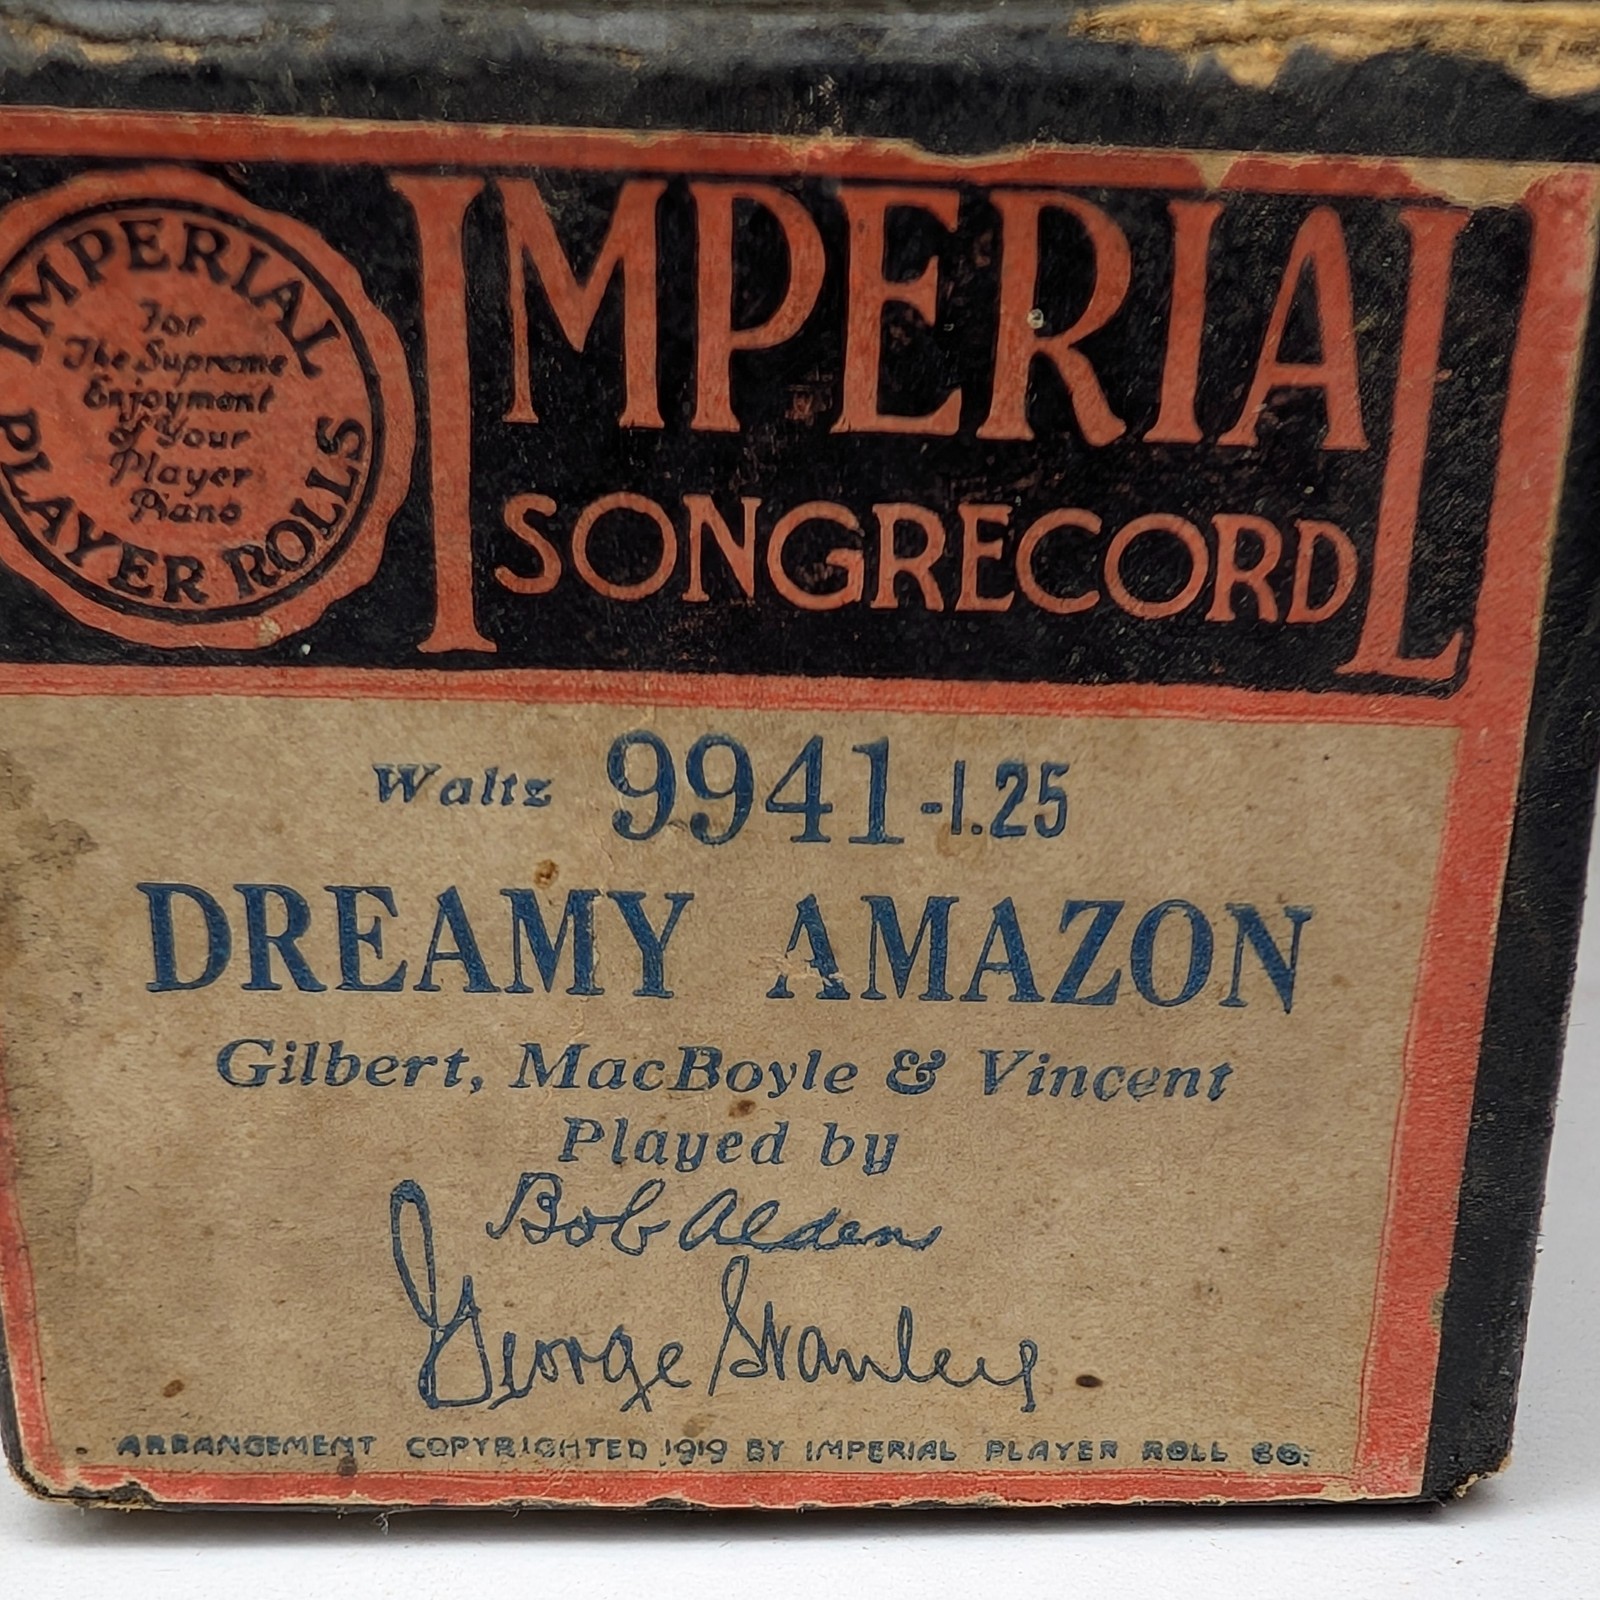 IMPERIAL
For
The Supreme
Enjoyment
of Your
Player
Piano
PLAYER ROLLS
IMPERIAL
SONGRECORD
Waltz 9941-1.25
DREAMY AMAZON
Gilbert, MacBoyle & Vincent
Played by
Bob Alden
George Stanley
ARRANGEMENT COPYRIGHTED 1919 BY IMPERIAL PLAYER ROLL CO.